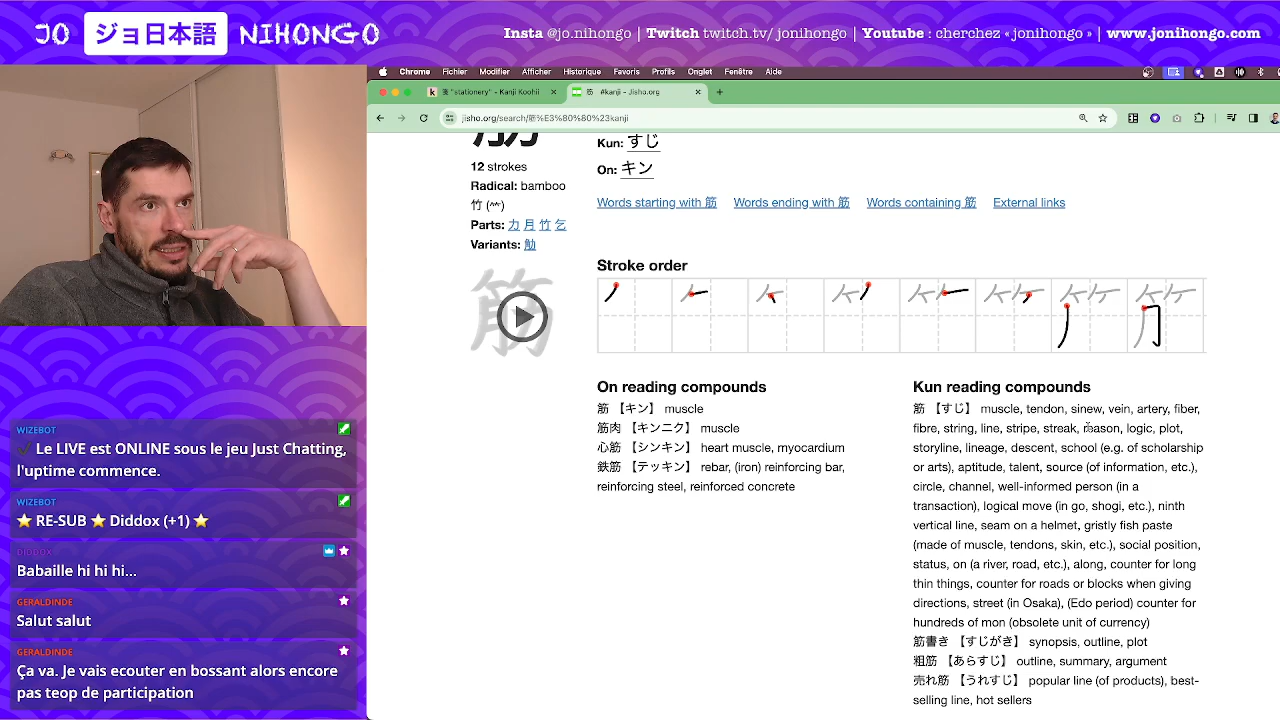 JO ジョ日本語 NIHONGO
Insta @jo.nihongo | Twitch twitch.tv/ jonihongo | Youtube : cherchez « jonihongo » | www.jonihongo.com
Chrome Fichier Modifier Afficher Historique Favoris Profils Onglet Fenêtre Aide
"stationery" - Kanji Koohii
筋 #kanji - Jisho.org
jisho.org/search/筋%E3%80%80%23kanji
Kun: すじ
12 strokes
On: キン
Radical: bamboo
竹 (⺮)
Words starting with 筋 Words ending with 筋 Words containing 筋 External links
Parts: 力 月 竹 乞
Variants: 觔
Stroke order
筋
On reading compounds
筋 【キン】 muscle
筋肉 【キンニク】 muscle
心筋 【シンキン】 heart muscle, myocardium
鉄筋 【テッキン】 rebar, (iron) reinforcing bar,
reinforcing steel, reinforced concrete
Kun reading compounds
筋 【すじ】 muscle, tendon, sinew, vein, artery, fiber,
fibre, string, line, stripe, streak, reason, logic, plot,
storyline, lineage, descent, school (e.g. of scholarship
or arts), aptitude, talent, source (of information, etc.),
circle, channel, well-informed person (in a
transaction), logical move (in go, shogi, etc.), ninth
vertical line, seam on a helmet, gristly fish paste
(made of muscle, tendons, skin, etc.), social position,
status, on (a river, road, etc.), along, counter for long
thin things, counter for roads or blocks when giving
directions, street (in Osaka), (Edo period) counter for
hundreds of mon (obsolete unit of currency)
筋書き 【すじがき】 synopsis, outline, plot
粗筋 【あらすじ】 outline, summary, argument
売れ筋 【うれすじ】 popular line (of products), best-
selling line, hot sellers
WIZEBOT
✓ Le LIVE est ONLINE sous le jeu Just Chatting,
l'uptime commence.
WIZEBOT
⭐ RE-SUB ⭐ Diddox (+1) ⭐
DIDDOX
Babaille hi hi hi...
GERALDINDE
Salut salut
GERALDINDE
Ça va. Je vais ecouter en bossant alors encore
pas teop de participation